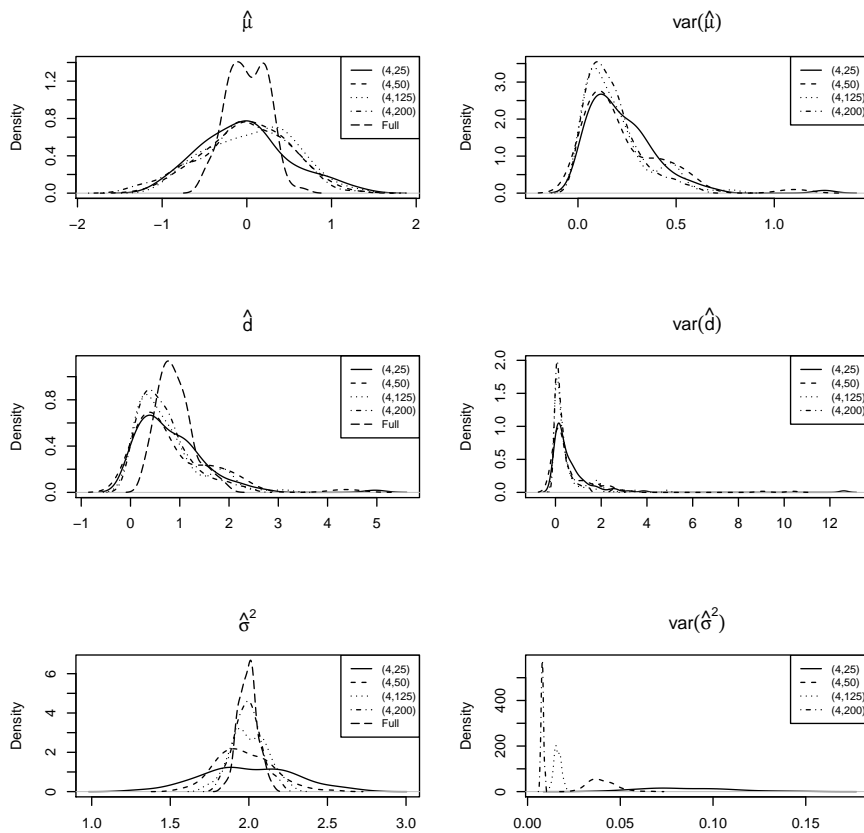 μ̂
Density
0.0 0.4 0.8 1.2
−2 −1 0 1 2
(4,25)
(4,50)
(4,125)
(4,200)
Full
var(μ̂)
Density
0.0 1.0 2.0 3.0
0.0 0.5 1.0
(4,25)
(4,50)
(4,125)
(4,200)
d̂
Density
0.0 0.4 0.8
−1 0 1 2 3 4 5
(4,25)
(4,50)
(4,125)
(4,200)
Full
var(d̂)
Density
0.0 0.5 1.0 1.5 2.0
0 2 4 6 8 10 12
(4,25)
(4,50)
(4,125)
(4,200)
σ̂²
Density
0 2 4 6
1.0 1.5 2.0 2.5 3.0
(4,25)
(4,50)
(4,125)
(4,200)
Full
var(σ̂²)
Density
0 200 400
0.00 0.05 0.10 0.15
(4,25)
(4,50)
(4,125)
(4,200)